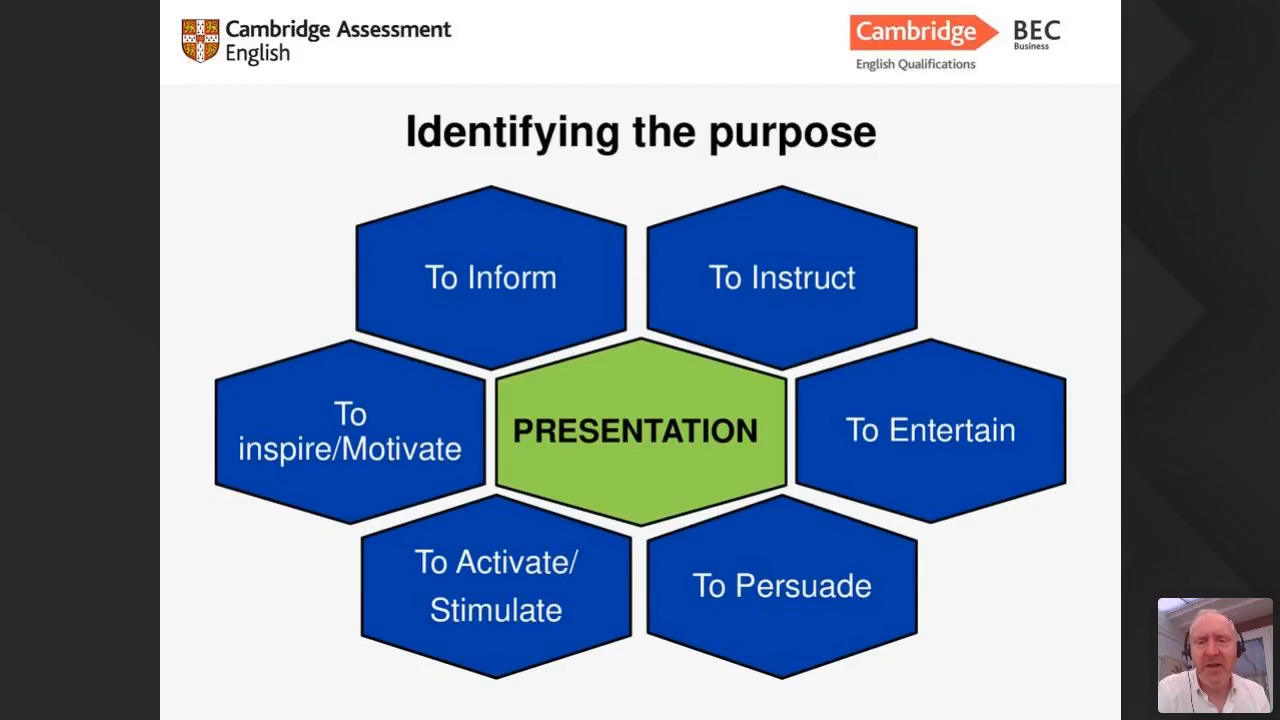 Cambridge Assessment
English
Cambridge
English Qualifications
BEC
Business
Identifying the purpose
To Inform
To Instruct
To
inspire/Motivate
PRESENTATION
To Entertain
To Activate/
Stimulate
To Persuade